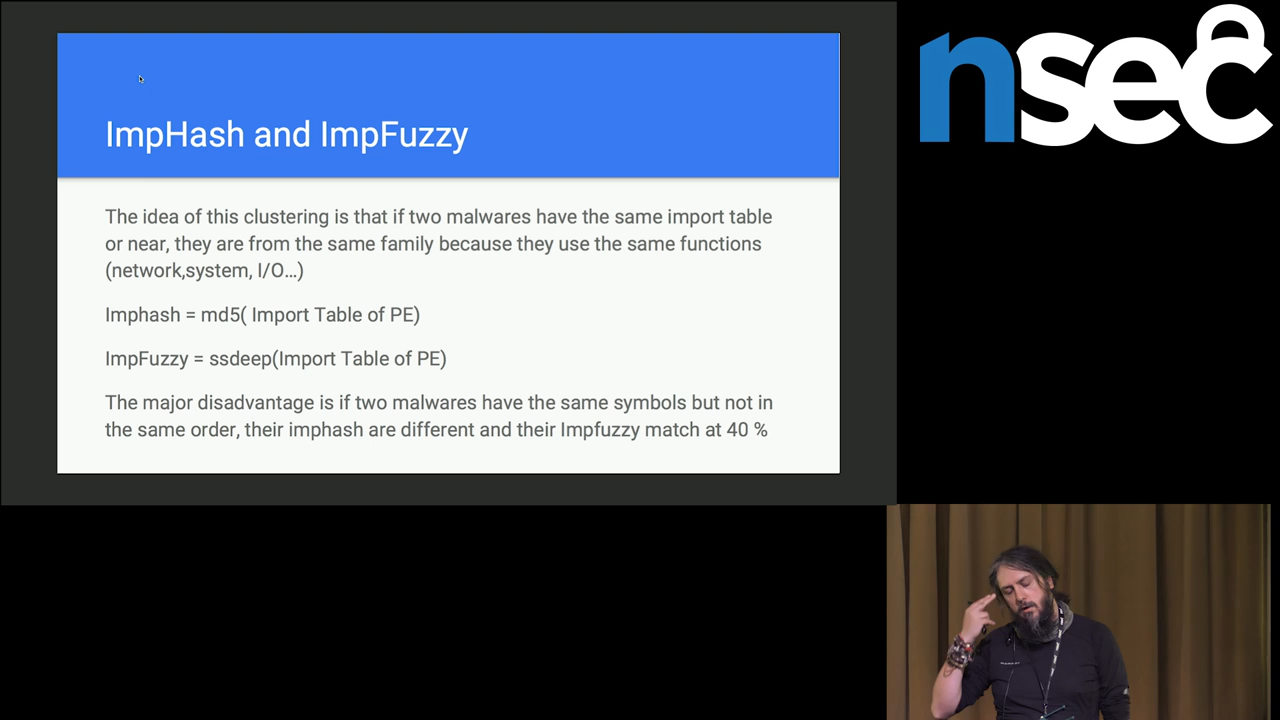 nsec
ImpHash and ImpFuzzy
The idea of this clustering is that if two malwares have the same import table
or near, they are from the same family because they use the same functions
(network,system, I/O...)
Imphash = md5( Import Table of PE)
ImpFuzzy = ssdeep(Import Table of PE)
The major disadvantage is if two malwares have the same symbols but not in
the same order, their imphash are different and their Impfuzzy match at 40 %